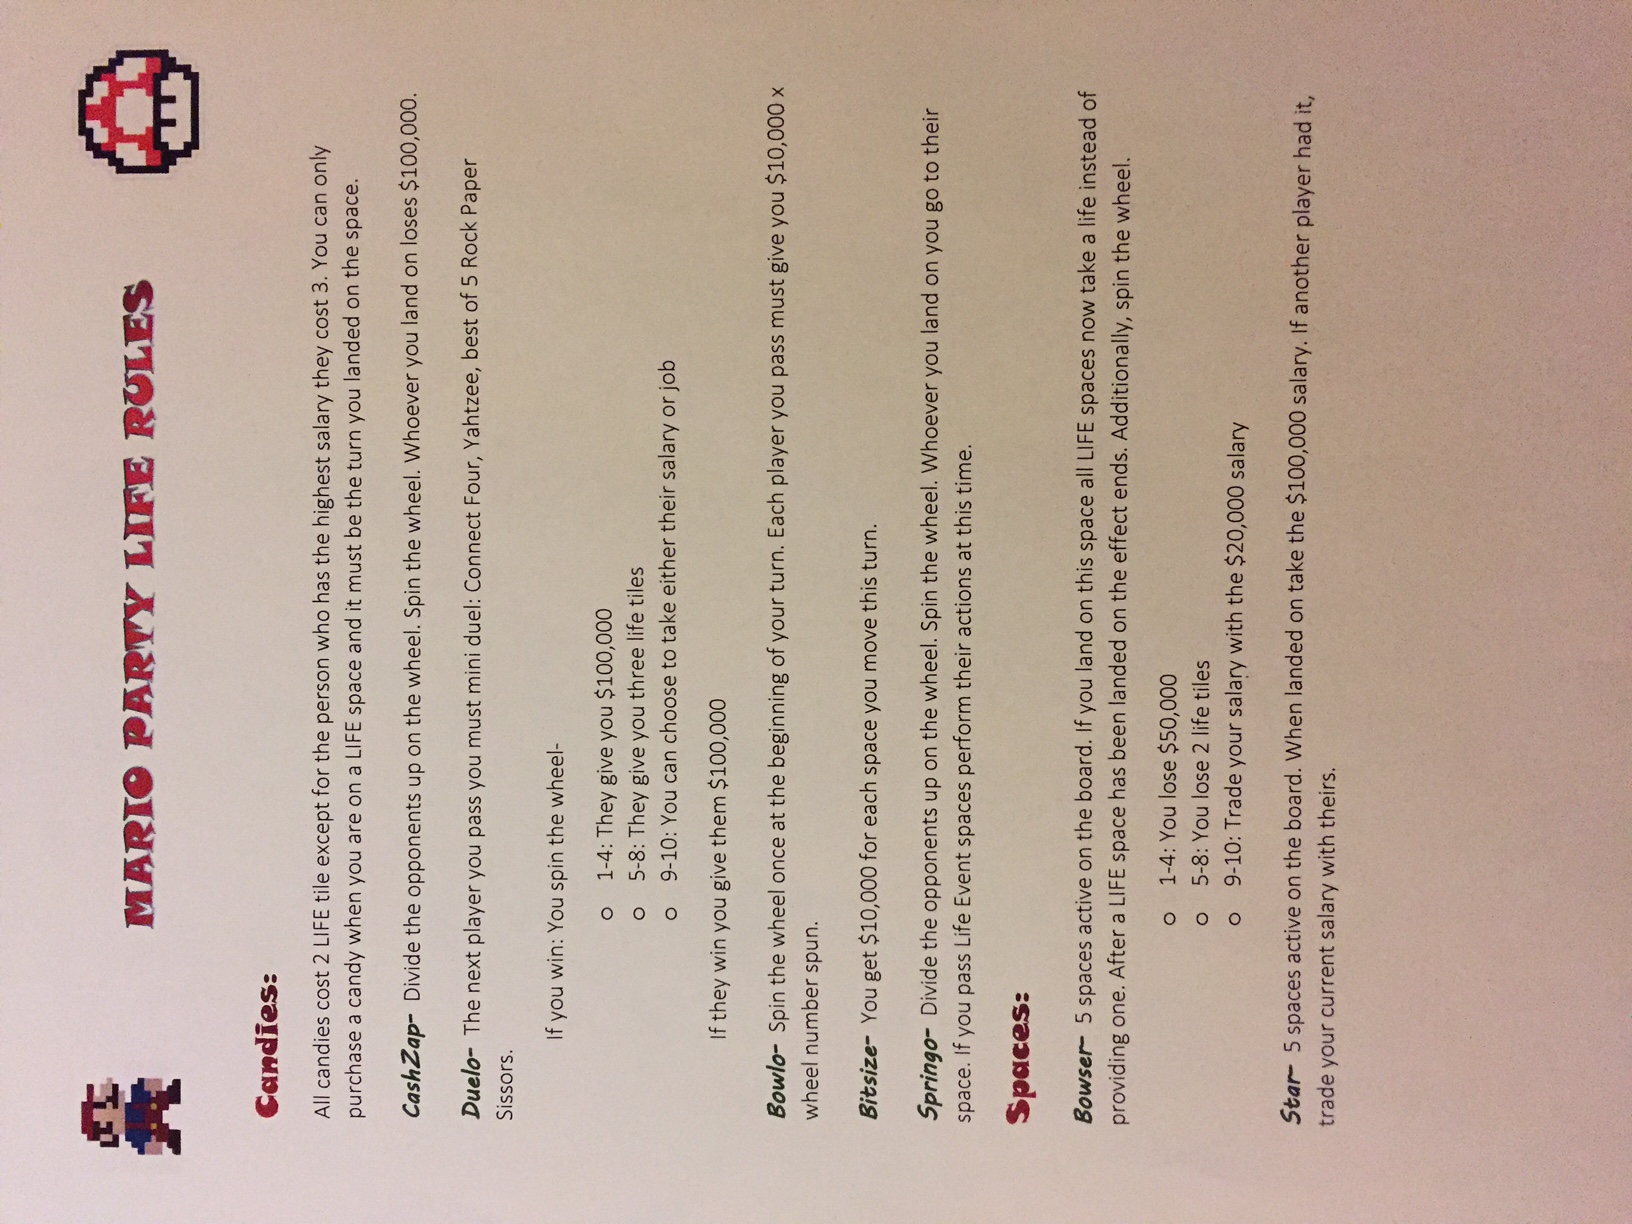 MARIO PARTY LIFE RULES
Candies:
All candies cost 2 LIFE tile except for the person who has the highest salary they cost 3. You can only
purchase a candy when you are on a LIFE space and it must be the turn you landed on the space.
CashZap- Divide the opponents up on the wheel. Spin the wheel. Whoever you land on loses $100,000.
Duelo- The next player you pass you must mini duel: Connect Four, Yahtzee, best of 5 Rock Paper
Sissors.
If you win: You spin the wheel-
o 1-4: They give you $100,000
o 5-8: They give you three life tiles
o 9-10: You can choose to take either their salary or job
If they win you give them $100,000
Bowlo- Spin the wheel once at the beginning of your turn. Each player you pass must give you $10,000 x
wheel number spun.
Bitsize- You get $10,000 for each space you move this turn.
Springo- Divide the opponents up on the wheel. Spin the wheel. Whoever you land on you go to their
space. If you pass Life Event spaces perform their actions at this time.
Spaces:
Bowser- 5 spaces active on the board. If you land on this space all LIFE spaces now take a life instead of
providing one. After a LIFE space has been landed on the effect ends. Additionally, spin the wheel.
o 1-4: You lose $50,000
o 5-8: You lose 2 life tiles
o 9-10: Trade your salary with the $20,000 salary
Star- 5 spaces active on the board. When landed on take the $100,000 salary. If another player had it,
trade your current salary with theirs.